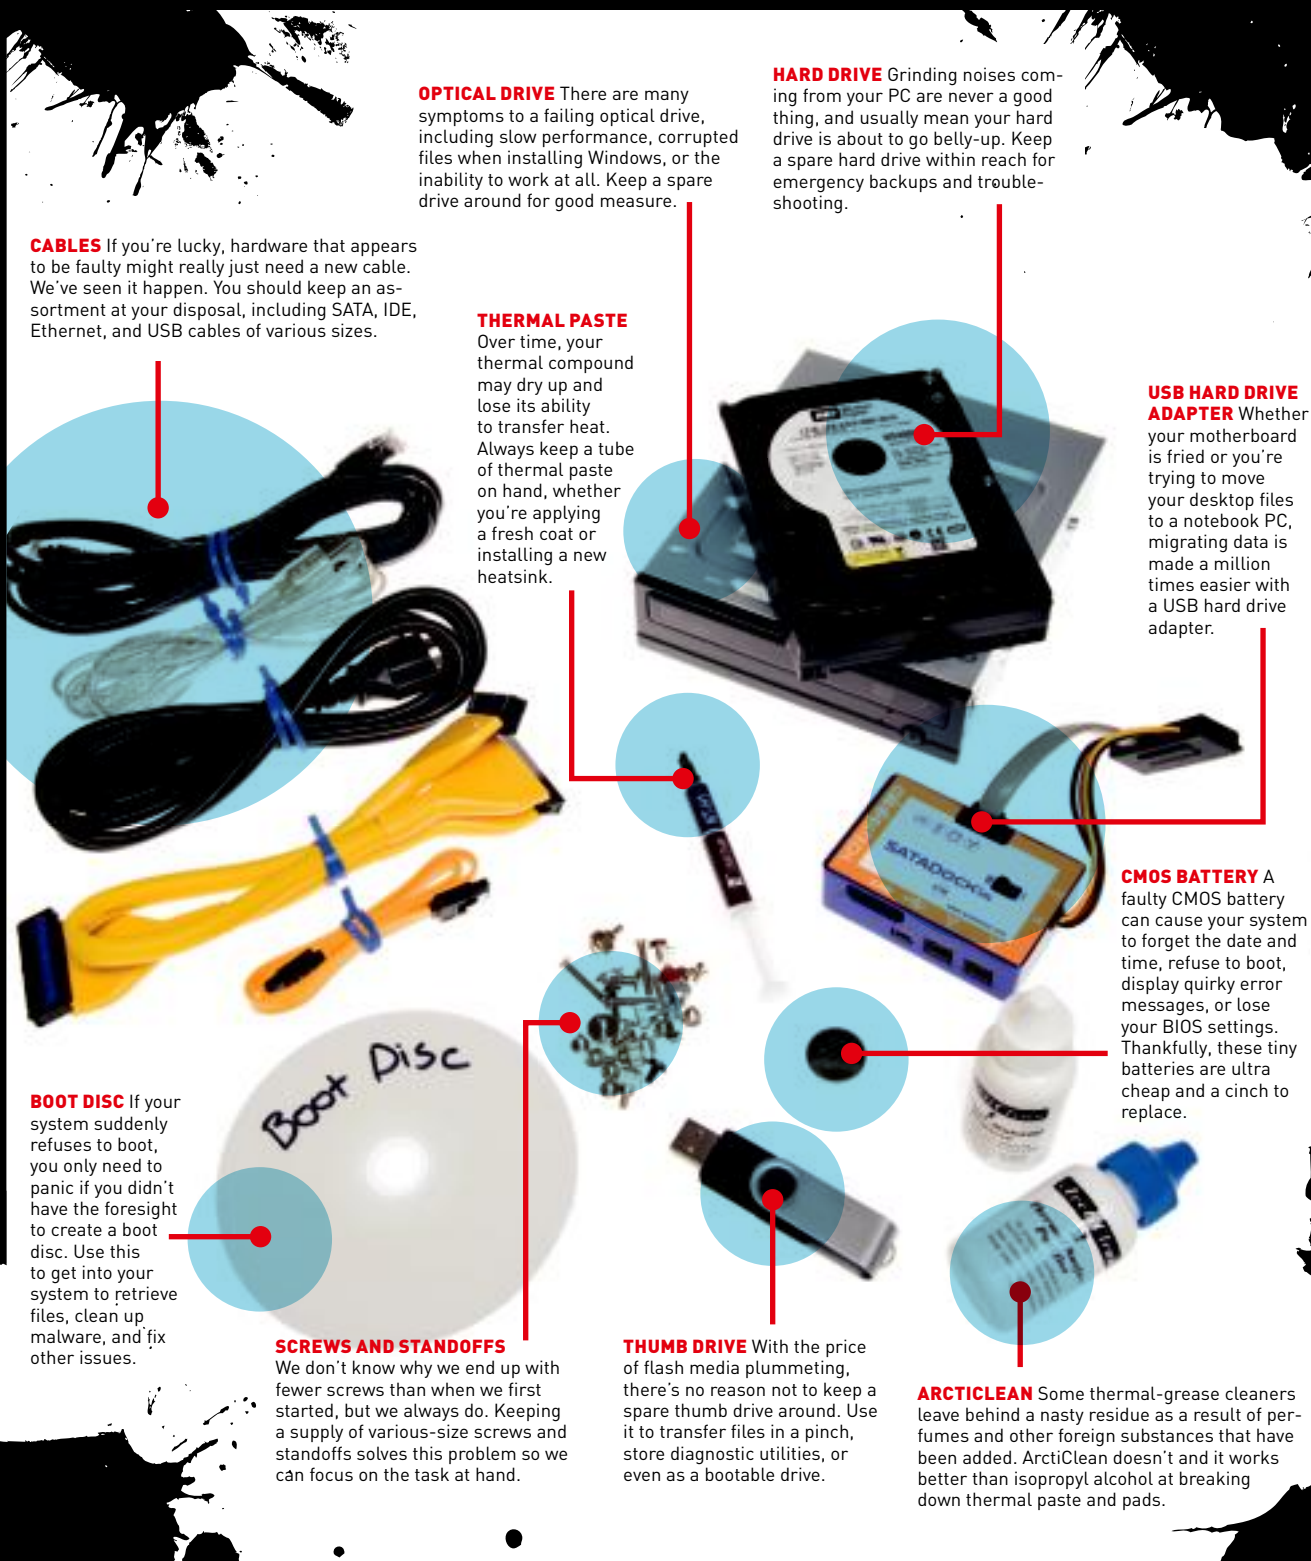 OPTICAL DRIVE There are many
symptoms to a failing optical drive,
including slow performance, corrupted
files when installing Windows, or the
inability to work at all. Keep a spare
drive around for good measure.
HARD DRIVE Grinding noises com-
ing from your PC are never a good
thing, and usually mean your hard
drive is about to go belly-up. Keep
a spare hard drive within reach for
emergency backups and trouble-
shooting.
CABLES If you're lucky, hardware that appears
to be faulty might really just need a new cable.
We've seen it happen. You should keep an as-
sortment at your disposal, including SATA, IDE,
Ethernet, and USB cables of various sizes.
THERMAL PASTE
Over time, your
thermal compound
may dry up and
lose its ability
to transfer heat.
Always keep a tube
of thermal paste
on hand, whether
you're applying
a fresh coat or
installing a new
heatsink.
USB HARD DRIVE
ADAPTER Whether
your motherboard
is fried or you're
trying to move
your desktop files
to a notebook PC,
migrating data is
made a million
times easier with
a USB hard drive
adapter.
SATADOCK
CMOS BATTERY A
faulty CMOS battery
can cause your system
to forget the date and
time, refuse to boot,
display quirky error
messages, or lose
your BIOS settings.
Thankfully, these tiny
batteries are ultra
cheap and a cinch to
replace.
Boot Disc
BOOT DISC If your
system suddenly
refuses to boot,
you only need to
panic if you didn't
have the foresight
to create a boot
disc. Use this
to get into your
system to retrieve
files, clean up
malware, and fix
other issues.
SCREWS AND STANDOFFS
We don't know why we end up with
fewer screws than when we first
started, but we always do. Keeping
a supply of various-size screws and
standoffs solves this problem so we
can focus on the task at hand.
THUMB DRIVE With the price
of flash media plummeting,
there's no reason not to keep a
spare thumb drive around. Use
it to transfer files in a pinch,
store diagnostic utilities, or
even as a bootable drive.
ARCTICLEAN Some thermal-grease cleaners
leave behind a nasty residue as a result of per-
fumes and other foreign substances that have
been added. ArctiClean doesn't and it works
better than isopropyl alcohol at breaking
down thermal paste and pads.